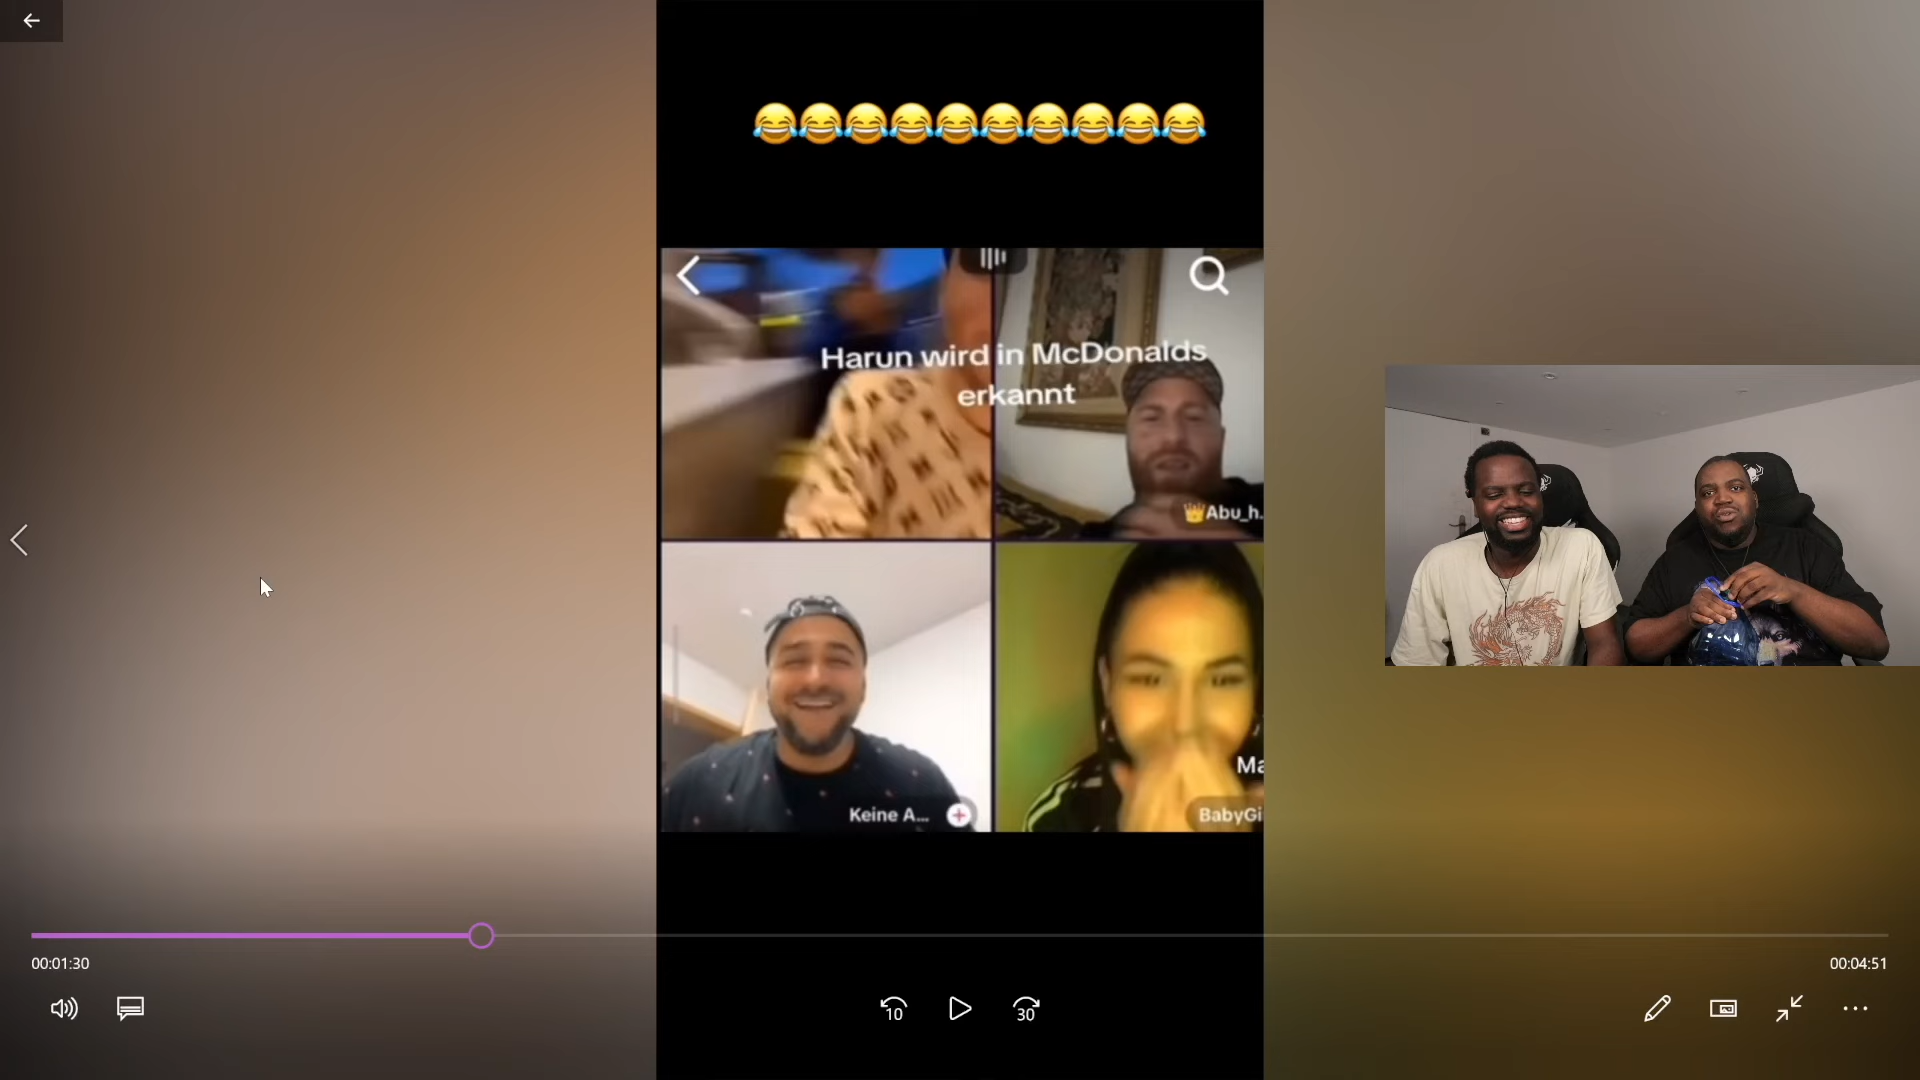 😂😂😂😂😂😂😂😂😂😂
Harun wird in McDonalds
erkannt
👑Abu_h.
Ma
Keine A...
BabyGi
00:01:30
00:04:51
10
30